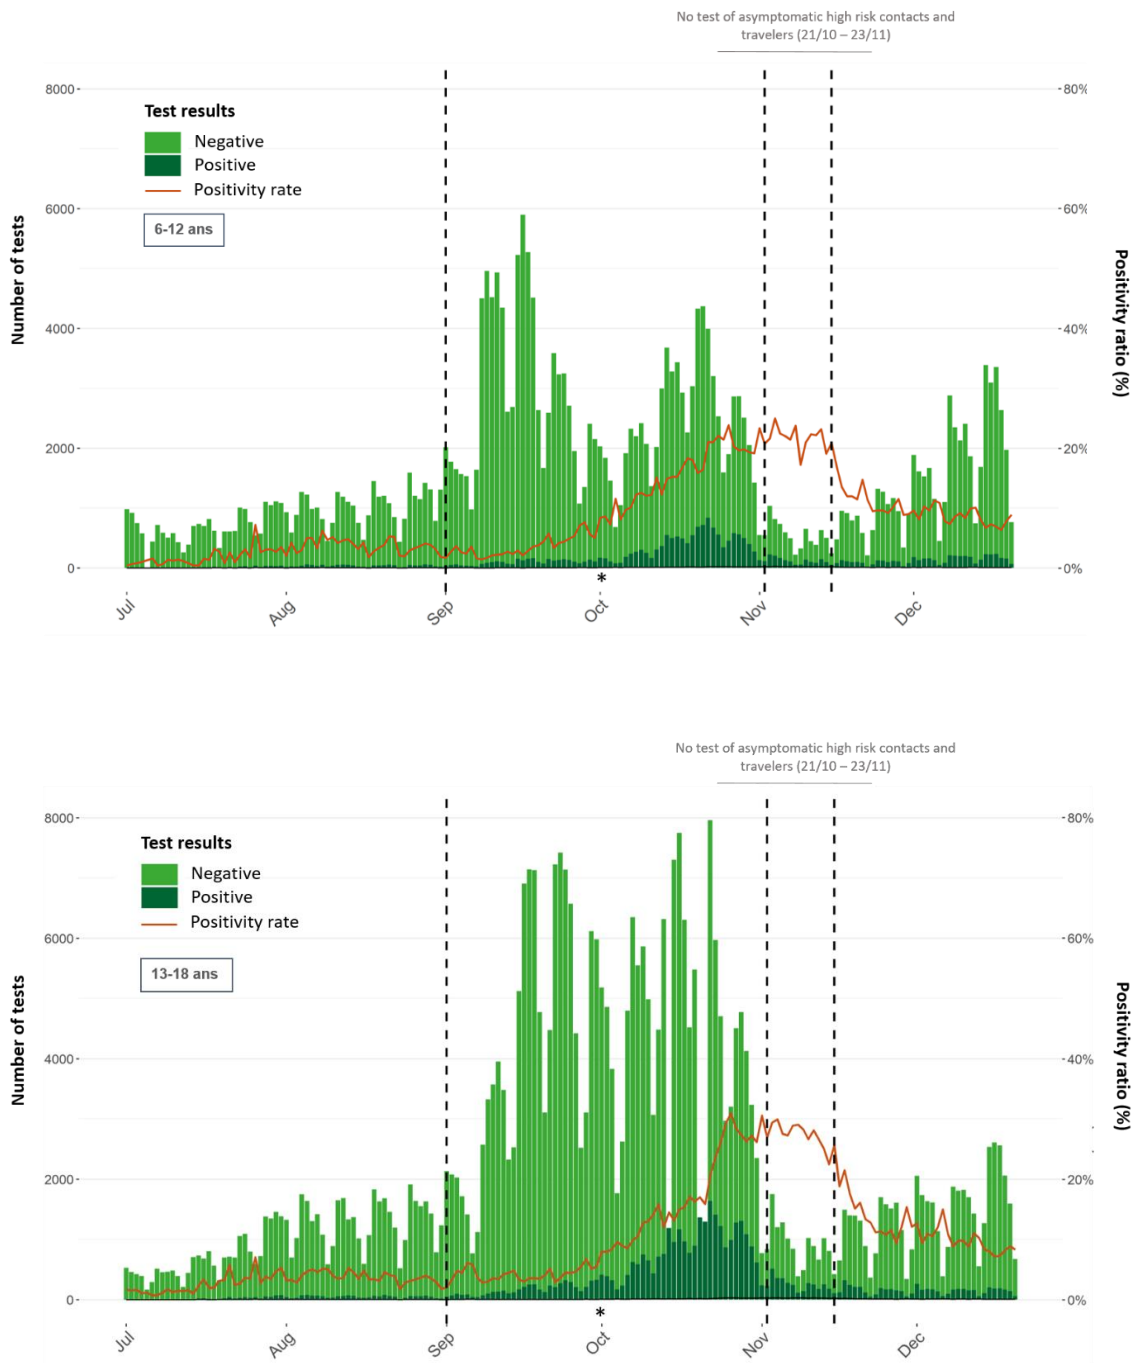 No test of asymptomatic high risk contacts and
travelers (21/10 – 23/11)
8000
80%
Test results
Negative
Positive
Positivity rate
6-12 ans
6000
60%
Number of tests
Positivity ratio (%)
4000
40%
2000
20%
0
0%
*
Jul
Aug
Sep
Oct
Nov
Dec
No test of asymptomatic high risk contacts and
travelers (21/10 – 23/11)
8000
80%
Test results
Negative
Positive
Positivity rate
13-18 ans
6000
60%
Number of tests
Positivity ratio (%)
4000
40%
2000
20%
0
0%
*
Jul
Aug
Sep
Oct
Nov
Dec